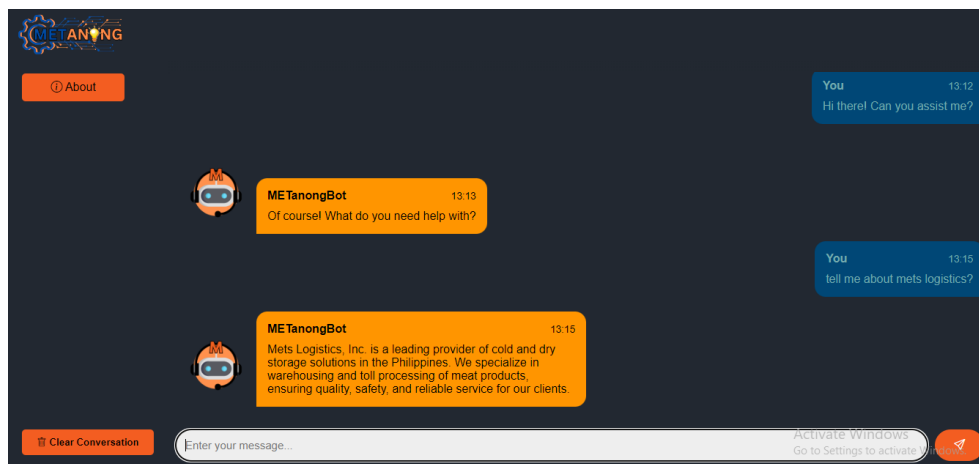 METANONG
About
You 13:12
Hi there! Can you assist me?
METanongBot 13:13
Of course! What do you need help with?
You 13:15
tell me about mets logistics?
METanongBot 13:15
Mets Logistics, Inc. is a leading provider of cold and dry
storage solutions in the Philippines. We specialize in
warehousing and toll processing of meat products,
ensuring quality, safety, and reliable service for our clients.
Clear Conversation
Enter your message...
Activate Windows
Go to Settings to activate Windows.